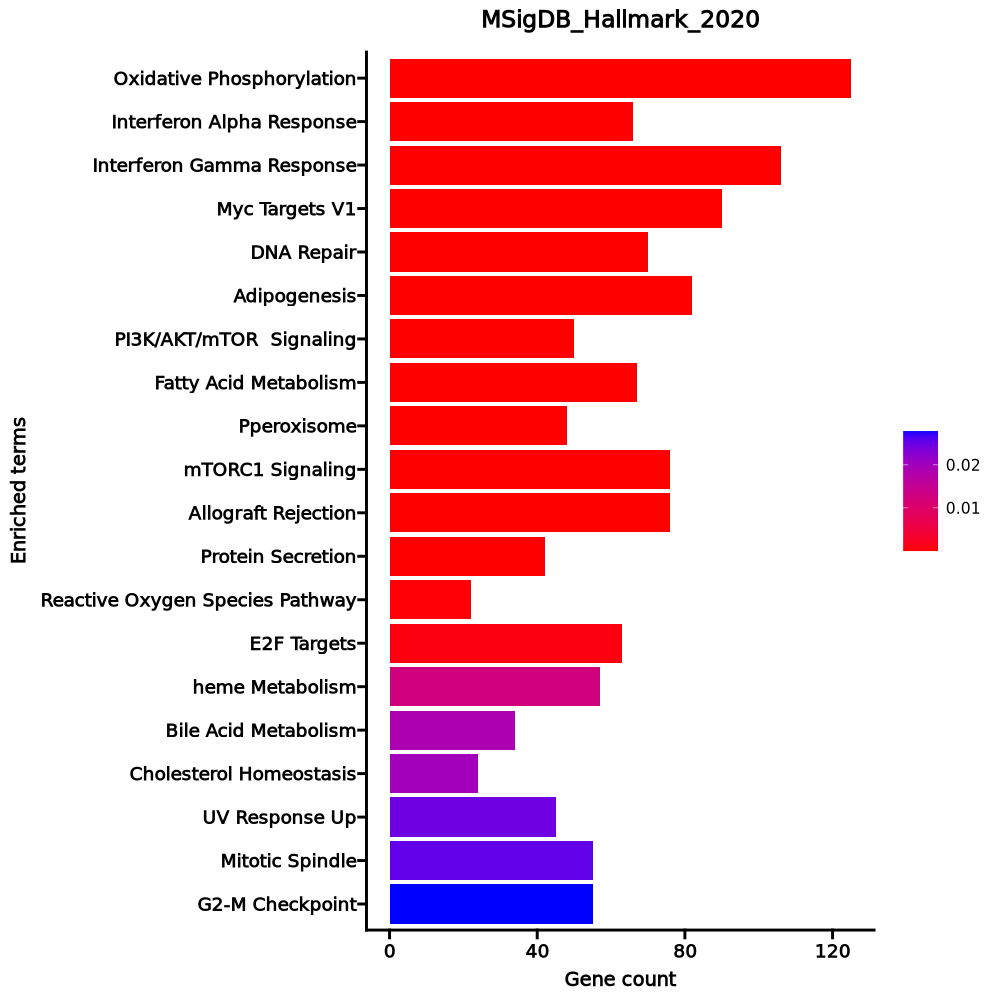 MSigDB_Hallmark_2020
Oxidative Phosphorylation
Interferon Alpha Response
Interferon Gamma Response
Myc Targets V1
DNA Repair
Adipogenesis
PI3K/AKT/mTOR  Signaling
Fatty Acid Metabolism
Pperoxisome
mTORC1 Signaling
Allograft Rejection
Protein Secretion
Reactive Oxygen Species Pathway
E2F Targets
heme Metabolism
Bile Acid Metabolism
Cholesterol Homeostasis
UV Response Up
Mitotic Spindle
G2-M Checkpoint
Enriched terms
0 40 80 120
Gene count
0.02
0.01